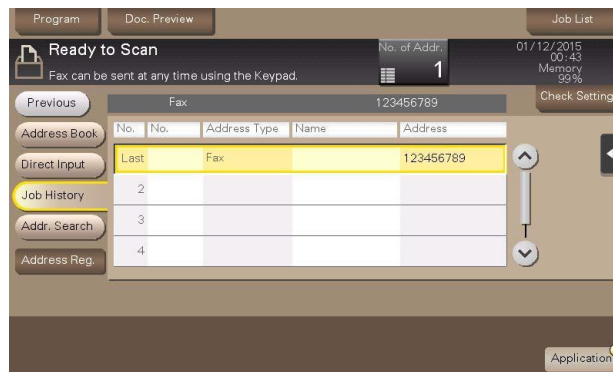 Program Doc. Preview Job List
Ready to Scan No. of Addr. 01/12/2015
00:43
Fax can be sent at any time using the Keypad. 1 Memory
99%
Previous Fax 123456789 Check Setting
Address Book No. No. Address Type Name Address
Direct Input Last Fax 123456789
Job History 2
3
Addr. Search
4
Address Reg.
Application